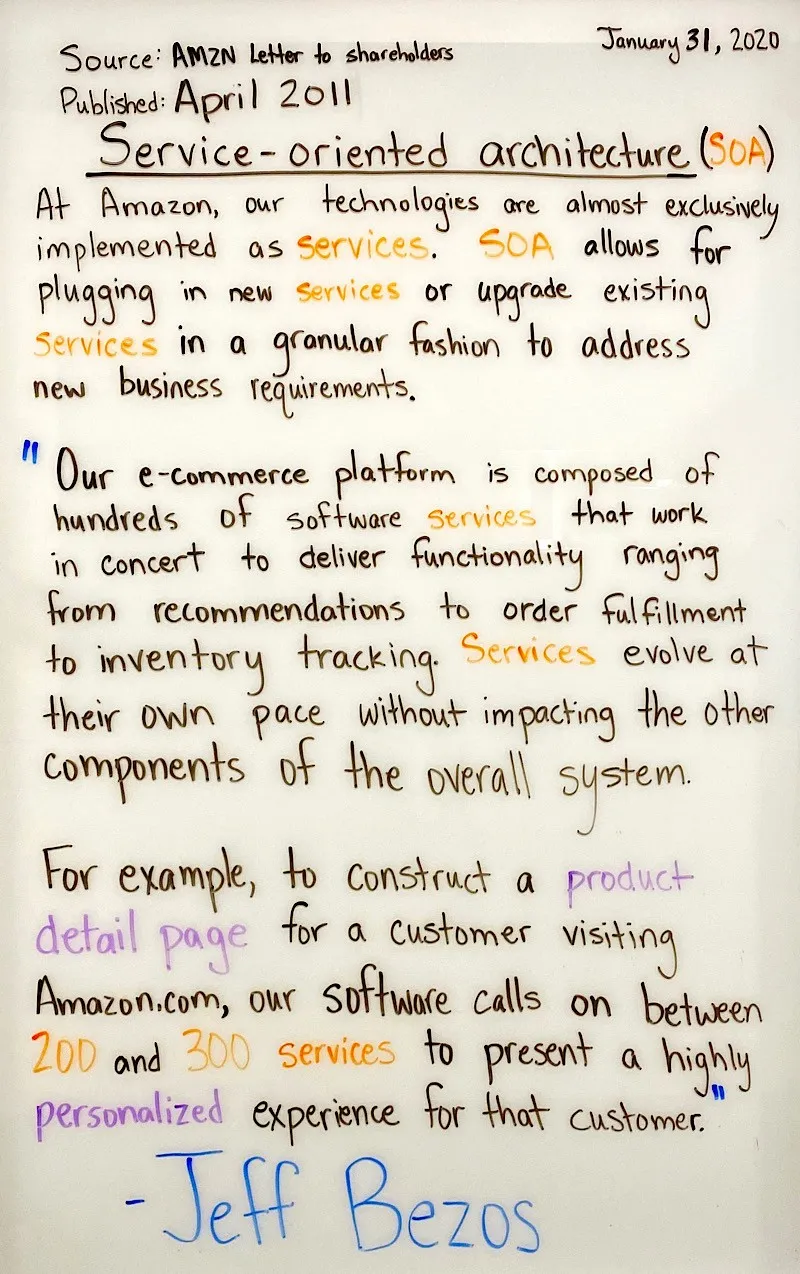 January 31, 2020
Source: AMZN Letter to shareholders
Published: April 2011
Service-oriented architecture (SOA)
At Amazon, our technologies are almost exclusively
implemented as services. SOA allows for
plugging in new services or upgrade existing
services in a granular fashion to address
new business requirements.
"Our e-commerce platform is composed of
hundreds of software services that work
in concert to deliver functionality ranging
from recommendations to order fulfillment
to inventory tracking. Services evolve at
their own pace without impacting the other
components of the overall system.
For example, to construct a product
detail page for a customer visiting
Amazon.com, our software calls on between
200 and 300 services to present a highly
personalized experience for that customer."
- Jeff Bezos